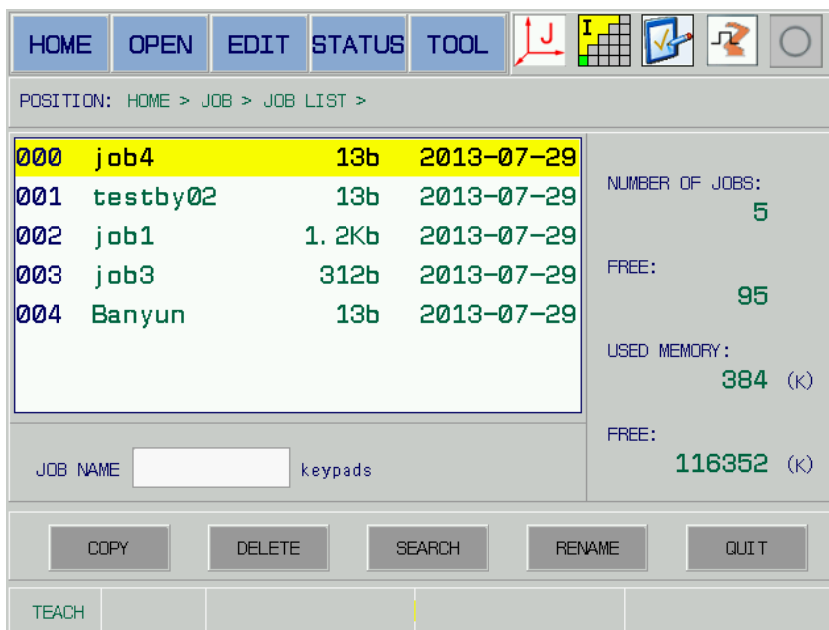 HOME OPEN EDIT STATUS TOOL J I
POSITION: HOME > JOB > JOB LIST >
000 job4 13b 2013-07-29
001 testby02 13b 2013-07-29
002 job1 1.2Kb 2013-07-29
003 job3 312b 2013-07-29
004 Banyun 13b 2013-07-29
NUMBER OF JOBS:
5
FREE:
95
USED MEMORY:
384 (K)
FREE:
116352 (K)
JOB NAME keypads
COPY DELETE SEARCH RENAME QUIT
TEACH